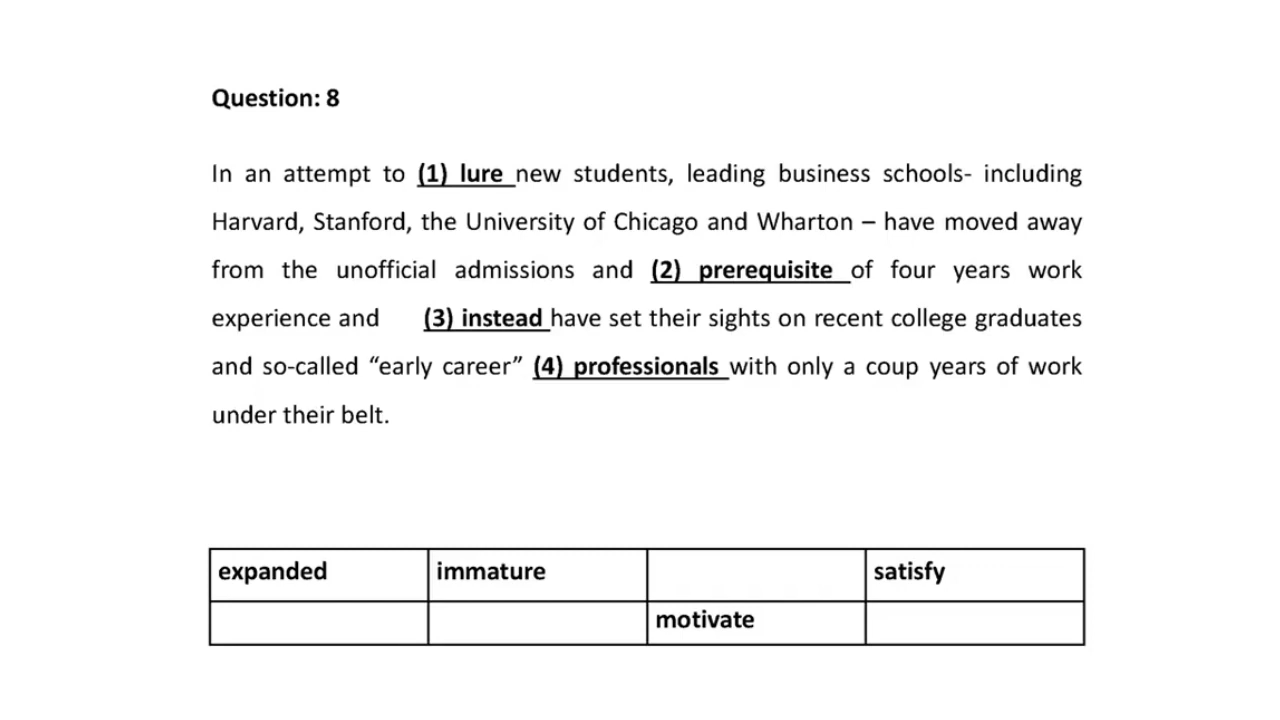 Question: 8
In an attempt to (1) lure new students, leading business schools- including
Harvard, Stanford, the University of Chicago and Wharton – have moved away
from the unofficial admissions and (2) prerequisite of four years work
experience and (3) instead have set their sights on recent college graduates
and so-called “early career” (4) professionals with only a coup years of work
under their belt.
expanded immature satisfy
motivate